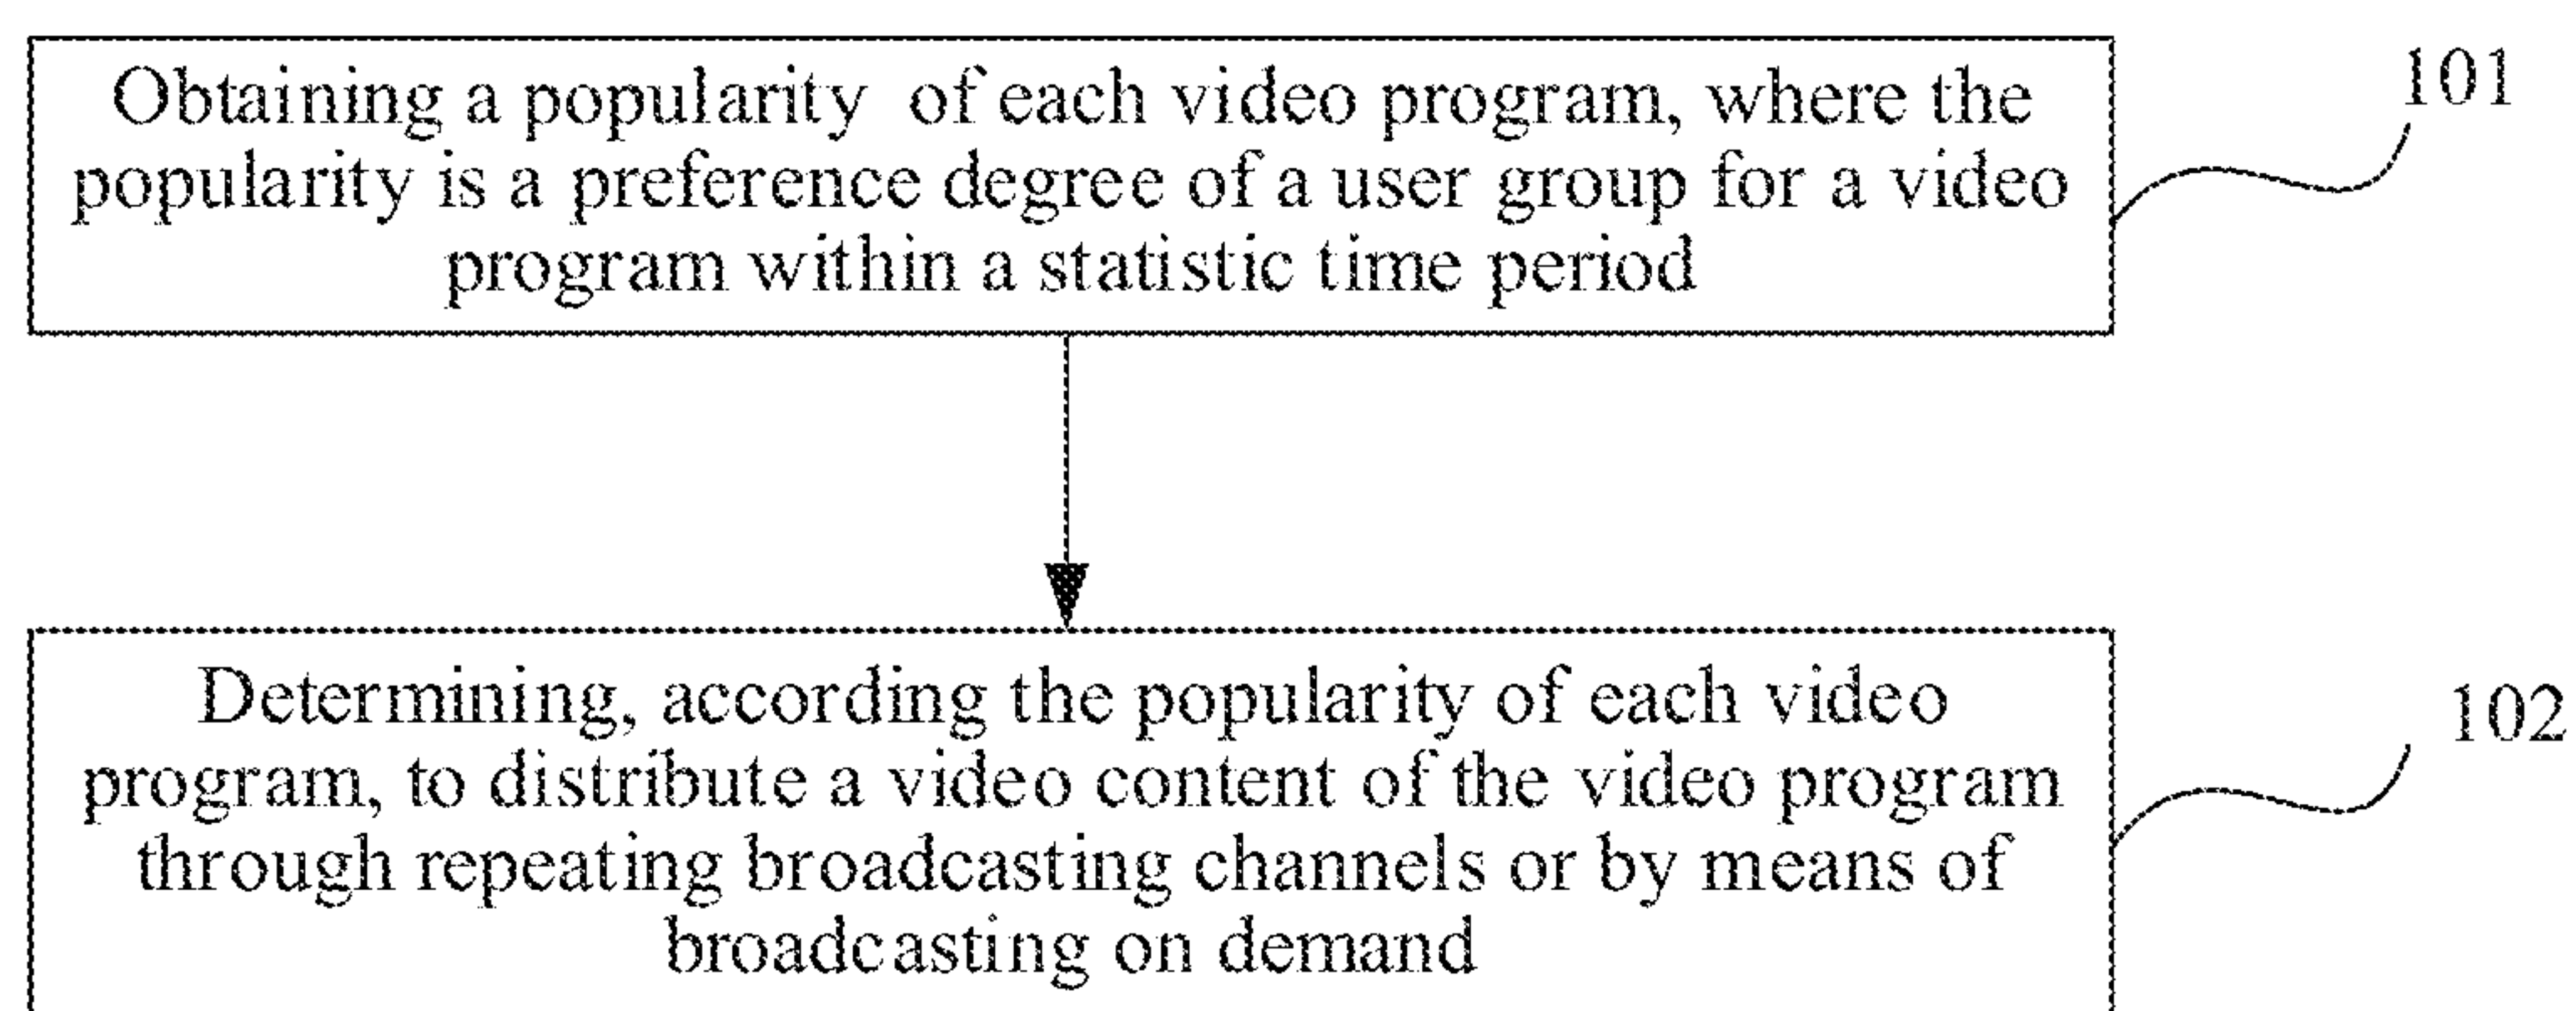 Obtaining a popularity of each video program, where the
101
popularity is a preference degree of a user group for a video
program within a statistic time period
Determining, according the popularity of each video
102
program, to distribute a video content of the video program
through repeating broadcasting channels or by means of
broadcasting on demand